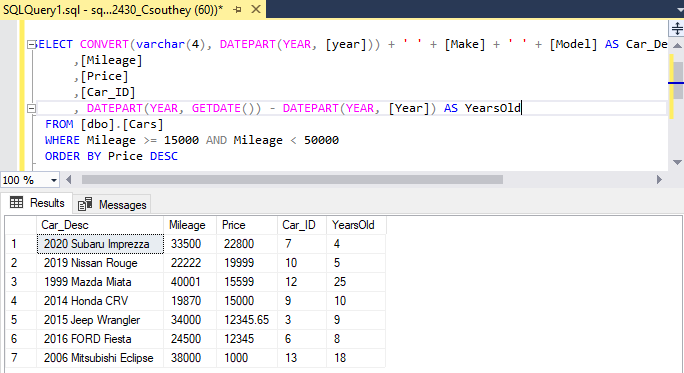 SQLQuery1.sql - sq...2430_Csouthey (60))*
SELECT CONVERT(varchar(4), DATEPART(YEAR, [year])) + ' ' + [Make] + ' ' + [Model] AS Car_De
,[Mileage]
,[Price]
,[Car_ID]
, DATEPART(YEAR, GETDATE()) - DATEPART(YEAR, [Year]) AS YearsOld
FROM [dbo].[Cars]
WHERE Mileage >= 15000 AND Mileage < 50000
ORDER BY Price DESC
100 %
Results Messages
Car_Desc Mileage Price Car_ID YearsOld
1 2020 Subaru Imprezza 33500 22800 7 4
2 2019 Nissan Rouge 22222 19999 10 5
3 1999 Mazda Miata 40001 15599 12 25
4 2014 Honda CRV 19870 15000 9 10
5 2015 Jeep Wrangler 34000 12345.65 3 9
6 2016 FORD Fiesta 24500 12345 6 8
7 2006 Mitsubishi Eclipse 38000 1000 13 18